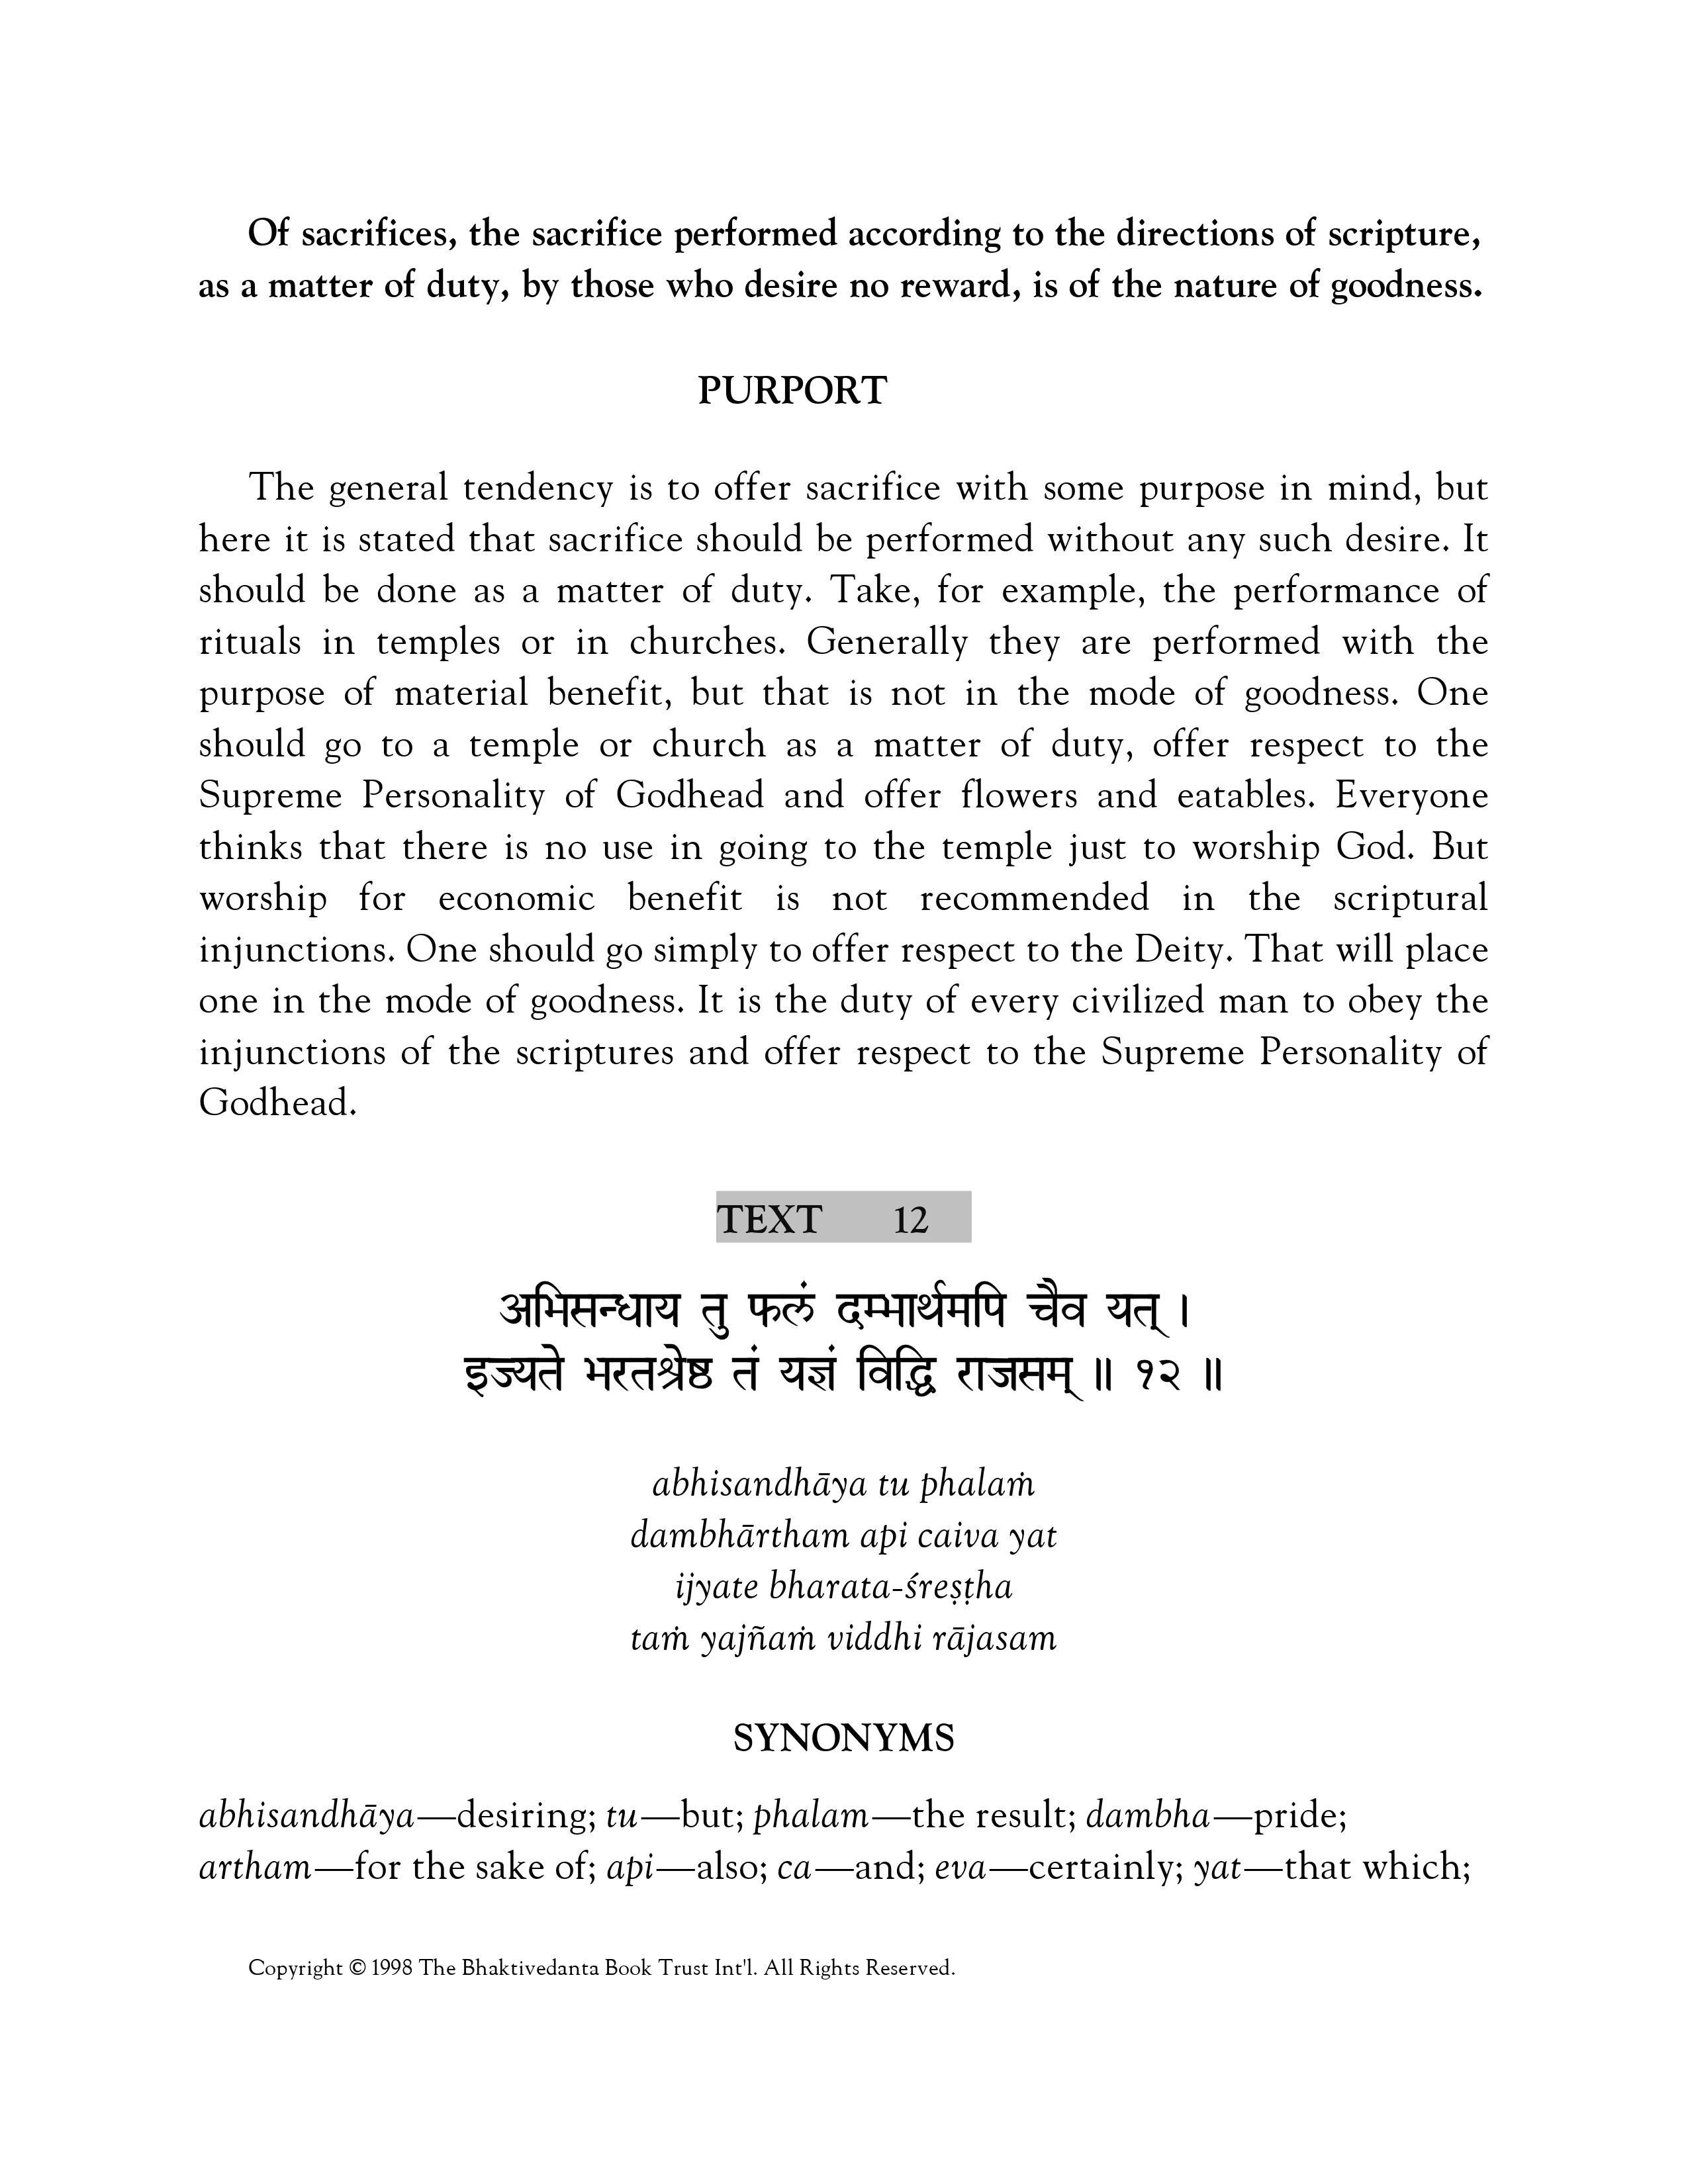 Of sacrifices, the sacrifice performed according to the directions of scripture,
as a matter of duty, by those who desire no reward, is of the nature of goodness.
PURPORT
The general tendency is to offer sacrifice with some purpose in mind, but
here it is stated that sacrifice should be performed without any such desire. It
should be done as a matter of duty. Take, for example, the performance of
rituals in temples or in churches. Generally they are performed with the
purpose of material benefit, but that is not in the mode of goodness. One
should go to a temple or church as a matter of duty, offer respect to the
Supreme Personality of Godhead and offer flowers and eatables. Everyone
thinks that there is no use in going to the temple just to worship God. But
worship for economic benefit is not recommended in the scriptural
injunctions. One should go simply to offer respect to the Deity. That will place
one in the mode of goodness. It is the duty of every civilized man to obey the
injunctions of the scriptures and offer respect to the Supreme Personality of
Godhead.
TEXT 12
अभिसन्धाय तु फलं दम्भार्थमपि चैव यत् ।
इज्यते भरतश्रेष्ठ तं यज्ञं विद्धि राजसम् ॥ १२ ॥
abhisandhāya tu phalaṁ
dambhārtham api caiva yat
ijyate bharata-śreṣṭha
taṁ yajñaṁ viddhi rājasam
SYNONYMS
abhisandhāya—desiring; tu—but; phalam—the result; dambha—pride;
artham—for the sake of; api—also; ca—and; eva—certainly; yat—that which;
Copyright © 1998 The Bhaktivedanta Book Trust Int'l. All Rights Reserved.